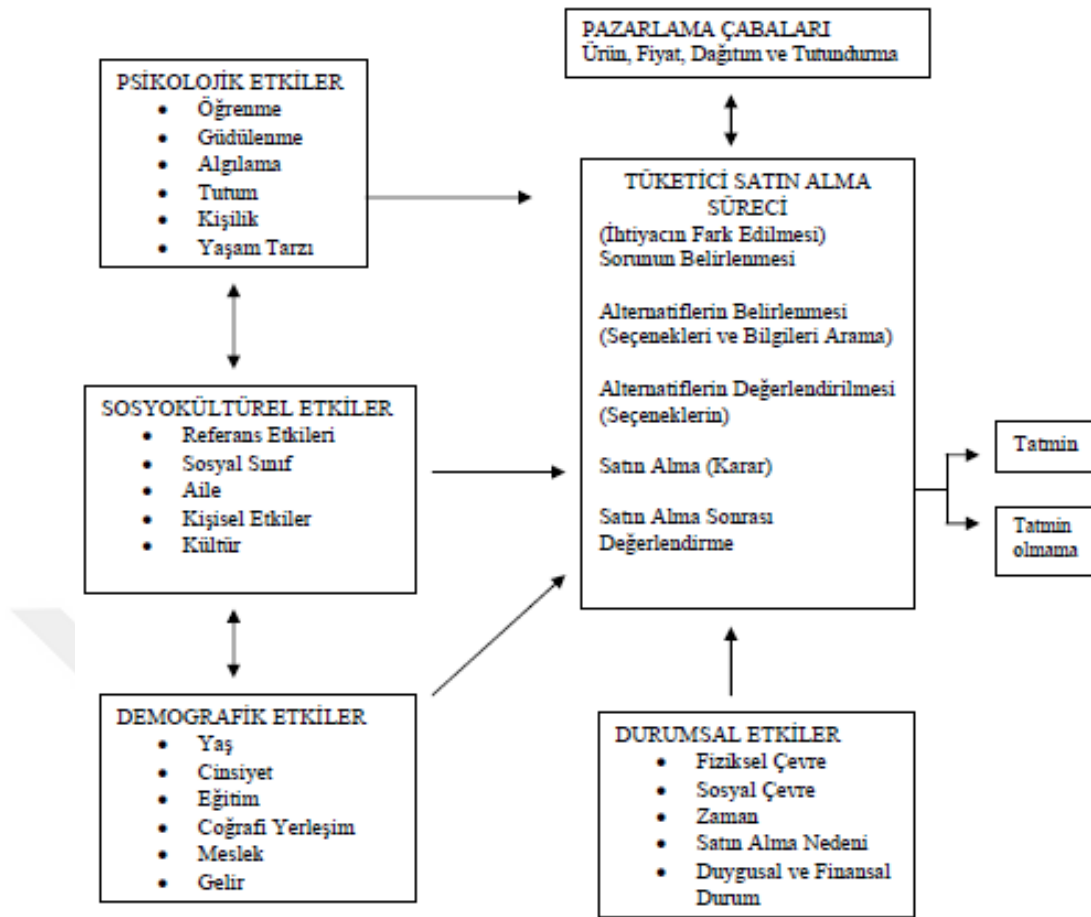 PAZARLAMA ÇABALARI
Ürün, Fiyat, Dağıtım ve Tutundurma
PSİKOLOJİK ETKİLER
• Öğrenme
• Güdülenme
• Algılama
• Tutum
• Kişilik
• Yaşam Tarzı
TÜKETİCİ SATIN ALMA
SÜRECİ
(İhtiyacın Fark Edilmesi)
Sorunun Belirlenmesi
Alternatiflerin Belirlenmesi
(Seçenekleri ve Bilgileri Arama)
Alternatiflerin Değerlendirilmesi
(Seçeneklerin)
Satın Alma (Karar)
Satın Alma Sonrası
Değerlendirme
SOSYOKÜLTÜREL ETKİLER
• Referans Etkileri
• Sosyal Sınıf
• Aile
• Kişisel Etkiler
• Kültür
Tatmin
Tatmin
olmama
DEMOGRAFİK ETKİLER
• Yaş
• Cinsiyet
• Eğitim
• Coğrafi Yerleşim
• Meslek
• Gelir
DURUMSAL ETKİLER
• Fiziksel Çevre
• Sosyal Çevre
• Zaman
• Satın Alma Nedeni
• Duygusal ve Finansal
Durum